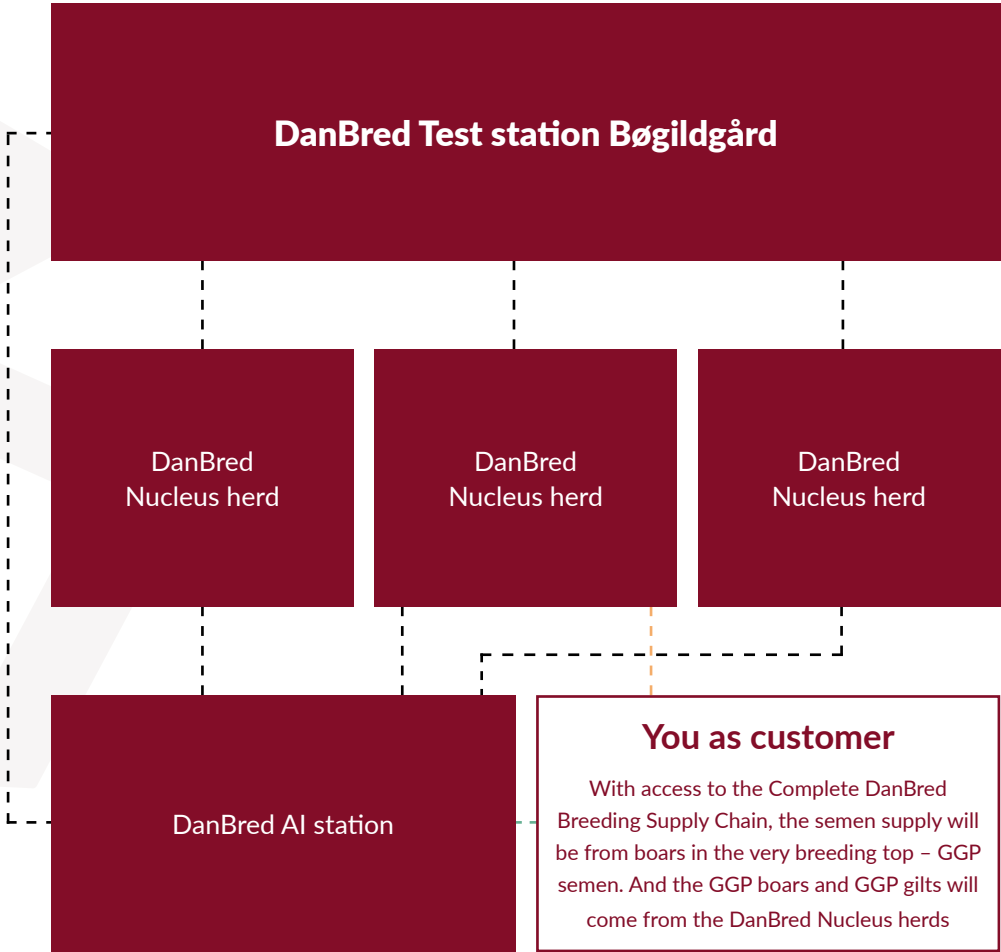 DanBred Test station Bøgildgård
DanBred
Nucleus herd
DanBred
Nucleus herd
DanBred
Nucleus herd
DanBred AI station
You as customer
With access to the Complete DanBred
Breeding Supply Chain, the semen supply will
be from boars in the very breeding top – GGP
semen. And the GGP boars and GGP gilts will
come from the DanBred Nucleus herds